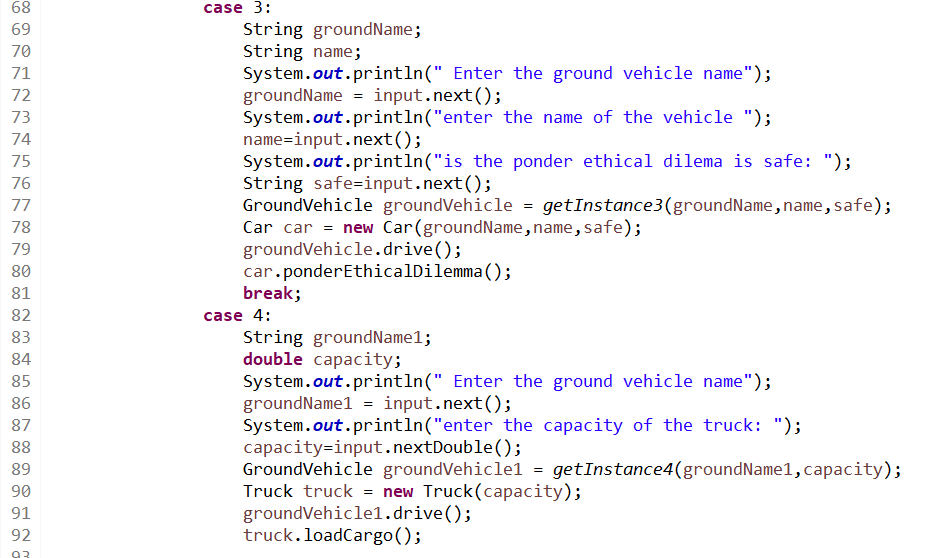 68 case 3:
69 String groundName;
70 String name;
71 System.out.println(" Enter the ground vehicle name");
72 groundName = input.next();
73 System.out.println("enter the name of the vehicle ");
74 name=input.next();
75 System.out.println("is the ponder ethical dilema is safe: ");
76 String safe=input.next();
77 GroundVehicle groundVehicle = getInstance3(groundName,name,safe);
78 Car car = new Car(groundName,name,safe);
79 groundVehicle.drive();
80 car.ponderEthicalDilemma();
81 break;
82 case 4:
83 String groundName1;
84 double capacity;
85 System.out.println(" Enter the ground vehicle name");
86 groundName1 = input.next();
87 System.out.println("enter the capacity of the truck: ");
88 capacity=input.nextDouble();
89 GroundVehicle groundVehicle1 = getInstance4(groundName1,capacity);
90 Truck truck = new Truck(capacity);
91 groundVehicle1.drive();
92 truck.loadCargo();
93